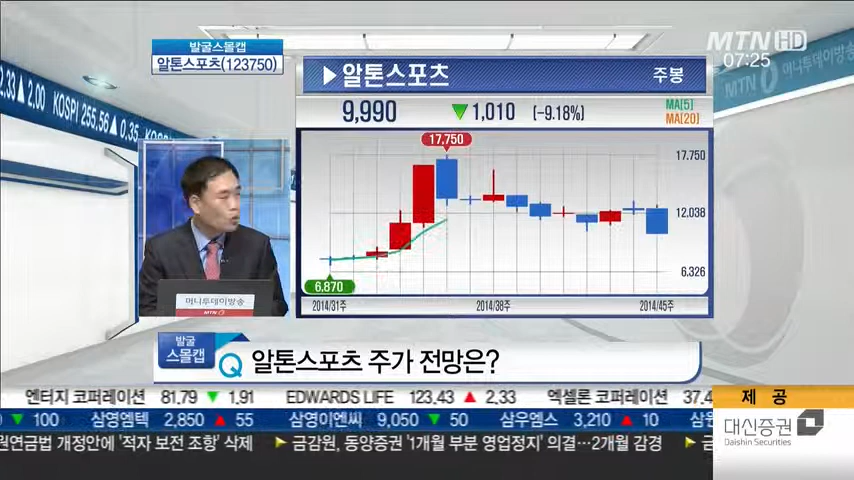 MTN HD
07:25
발굴스몰캡
알톤스포츠(123750)
2.33▲2.00 KOSPI 255.56▲0.35 KOSPI
MTN 머니투데이방송
▶알톤스포츠
주봉
9,990 ▼1,010 (-9.18%)
MA[5]
MA[20]
17,750
17,750
12,038
6,326
6,870
2014/31주 2014/38주 2014/45주
머니투데이방송
MTN
발굴
스몰캡
Q 알톤스포츠 주가 전망은?
엔터지 코퍼레이션 81.79 ▼ 1.91 EDWARDS LIFE 123.43 ▲ 2.33 엑셀론 코퍼레이션 37.4
▼ 100 삼영엠텍 2,850 ▲ 55 삼영이엔씨 9,050 ▼ 50 삼우엠스 3,210 ▲ 10 삼원
원연금법 개정안에 '적자 보전 조항' 삭제 ▶ 금감원, 동양증권 '1개월 부분 영업정지' 의결...2개월 감경 ▶ 금
제 공
대신증권
Daishin Securities